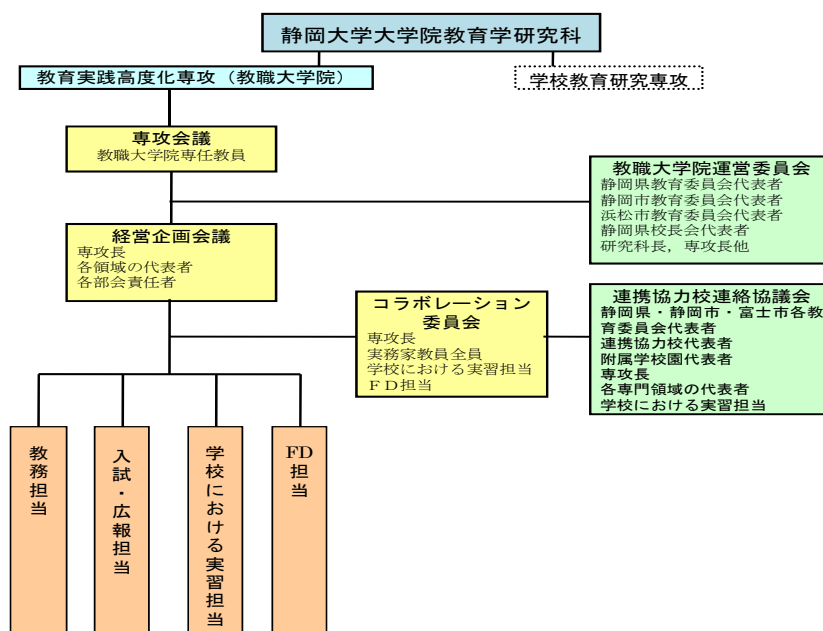 静岡大学大学院教育学研究科
教育実践高度化専攻（教職大学院）
学校教育研究専攻
専攻会議
教職大学院専任教員
教職大学院運営委員会
静岡県教育委員会代表者
静岡市教育委員会代表者
浜松市教育委員会代表者
静岡県校長会代表者
研究科長，専攻長他
経営企画会議
専攻長
各領域の代表者
各部会責任者
コラボレーション
委員会
専攻長
実務家教員全員
学校における実習担当
ＦＤ担当
連携協力校連絡協議会
静岡県・静岡市・富士市各教
育委員会代表者
連携協力校代表者
附属学校園代表者
専攻長
各専門領域の代表者
学校における実習担当
教務担当
入試・広報担当
学校における実習担当
FD担当